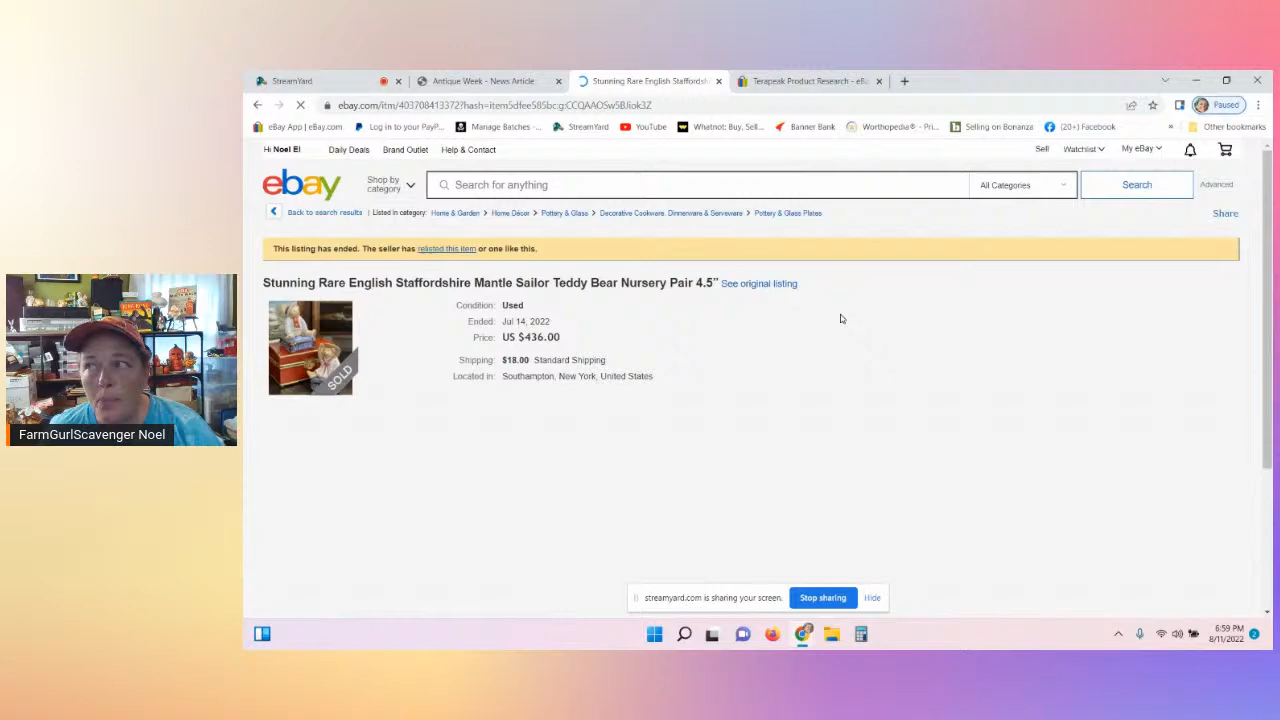 StreamYard
Antique Week - News Article
Stunning Rare English Staffordsh
Terapeak Product Research - eB
ebay.com/itm/403708413372?hash=item5dfee585bc:g:CCQAAOSw5BJiok3Z
Paused
eBay App | eBay.com
Log in to your PayP...
Manage Batches -...
StreamYard
YouTube
Whatnot: Buy, Sell,...
Banner Bank
Worthopedia® - Pri...
Selling on Bonanza
(20+) Facebook
»
Other bookmarks
Hi Noel E!
Daily Deals
Brand Outlet
Help & Contact
Sell
Watchlist
My eBay
ebay
Shop by
category
Search for anything
All Categories
Search
Advanced
Back to search results | Listed in category: Home & Garden > Home Décor > Pottery & Glass > Decorative Cookware, Dinnerware & Serveware > Pottery & Glass Plates
Share
This listing has ended. The seller has relisted this item or one like this.
Stunning Rare English Staffordshire Mantle Sailor Teddy Bear Nursery Pair 4.5” See original listing
SOLD
Condition: Used
Ended: Jul 14, 2022
Price: US $436.00
Shipping: $18.00 Standard Shipping
Located in: Southampton, New York, United States
FarmGurlScavenger Noel
streamyard.com is sharing your screen.
Stop sharing
Hide
6:59 PM
8/11/2022
2